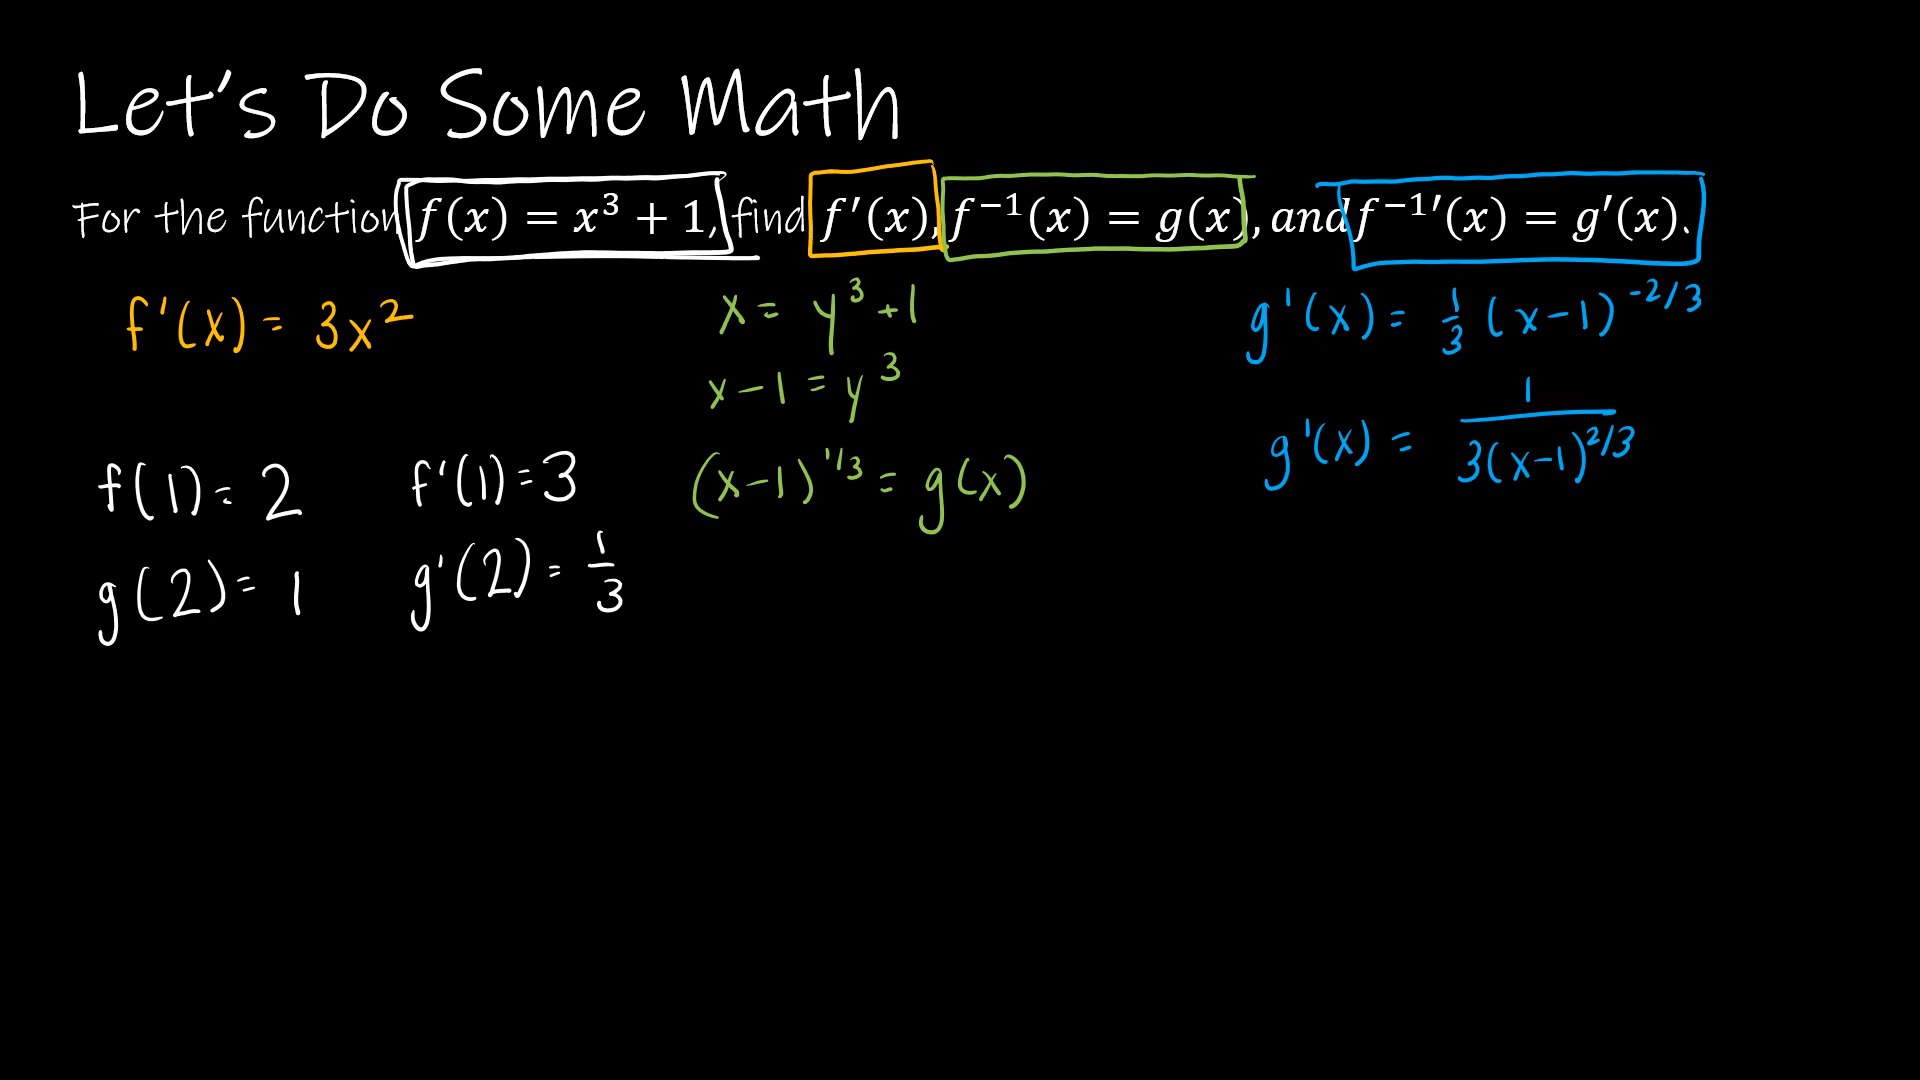 Let's Do Some Math
For the function f(x) = x³ + 1, find f′(x), f⁻¹(x) = g(x), and f⁻¹′(x) = g′(x).
f'(x) = 3x²
x = y³ + 1
x - 1 = y³
(x-1)^1/3 = g(x)
g'(x) = 1/3 (x-1)^-2/3
g'(x) = 1/3(x-1)^2/3
f(1) = 2
f'(1) = 3
g(2) = 1
g'(2) = 1/3